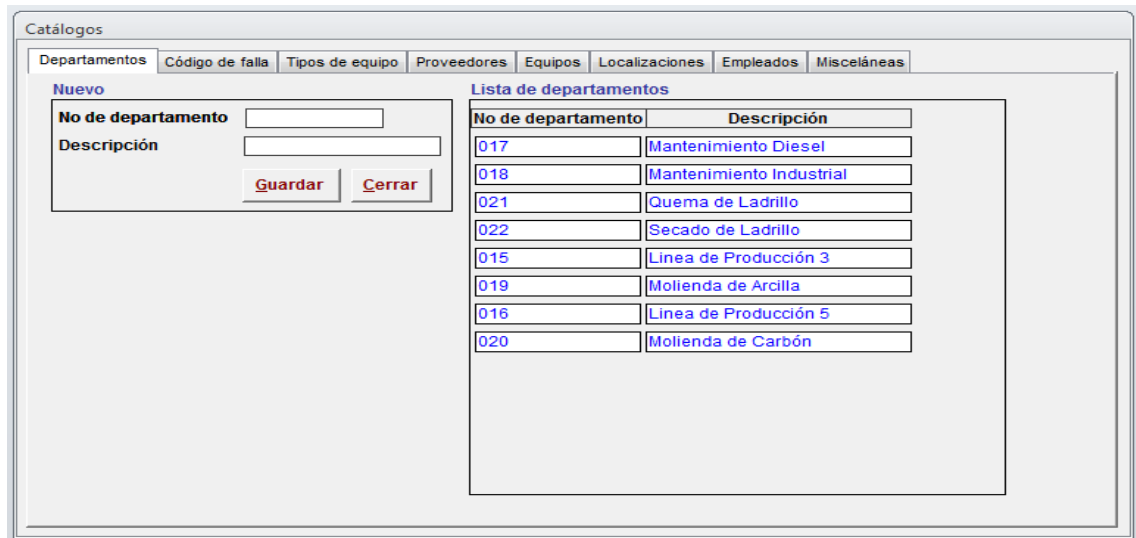 Catálogos
Departamentos Código de falla Tipos de equipo Proveedores Equipos Localizaciones Empleados Misceláneas
Nuevo
No de departamento
Descripción
Guardar Cerrar
Lista de departamentos
No de departamento Descripción
017 Mantenimiento Diesel
018 Mantenimiento Industrial
021 Quema de Ladrillo
022 Secado de Ladrillo
015 Linea de Producción 3
019 Molienda de Arcilla
016 Linea de Producción 5
020 Molienda de Carbón